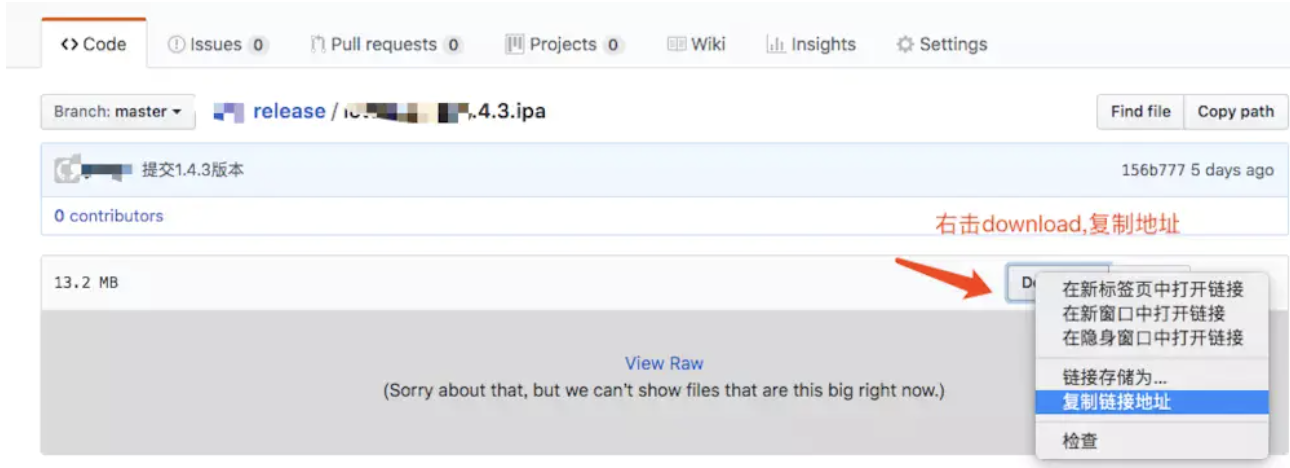 Code Issues 0 Pull requests 0 Projects 0 Wiki Insights Settings
Branch: master release / .4.3.ipa Find file Copy path
提交1.4.3版本 156b777 5 days ago
0 contributors
右击download,复制地址
13.2 MB
在新标签页中打开链接
在新窗口中打开链接
在隐身窗口中打开链接
View Raw
链接存储为...
(Sorry about that, but we can't show files that are this big right now.)
复制链接地址
检查